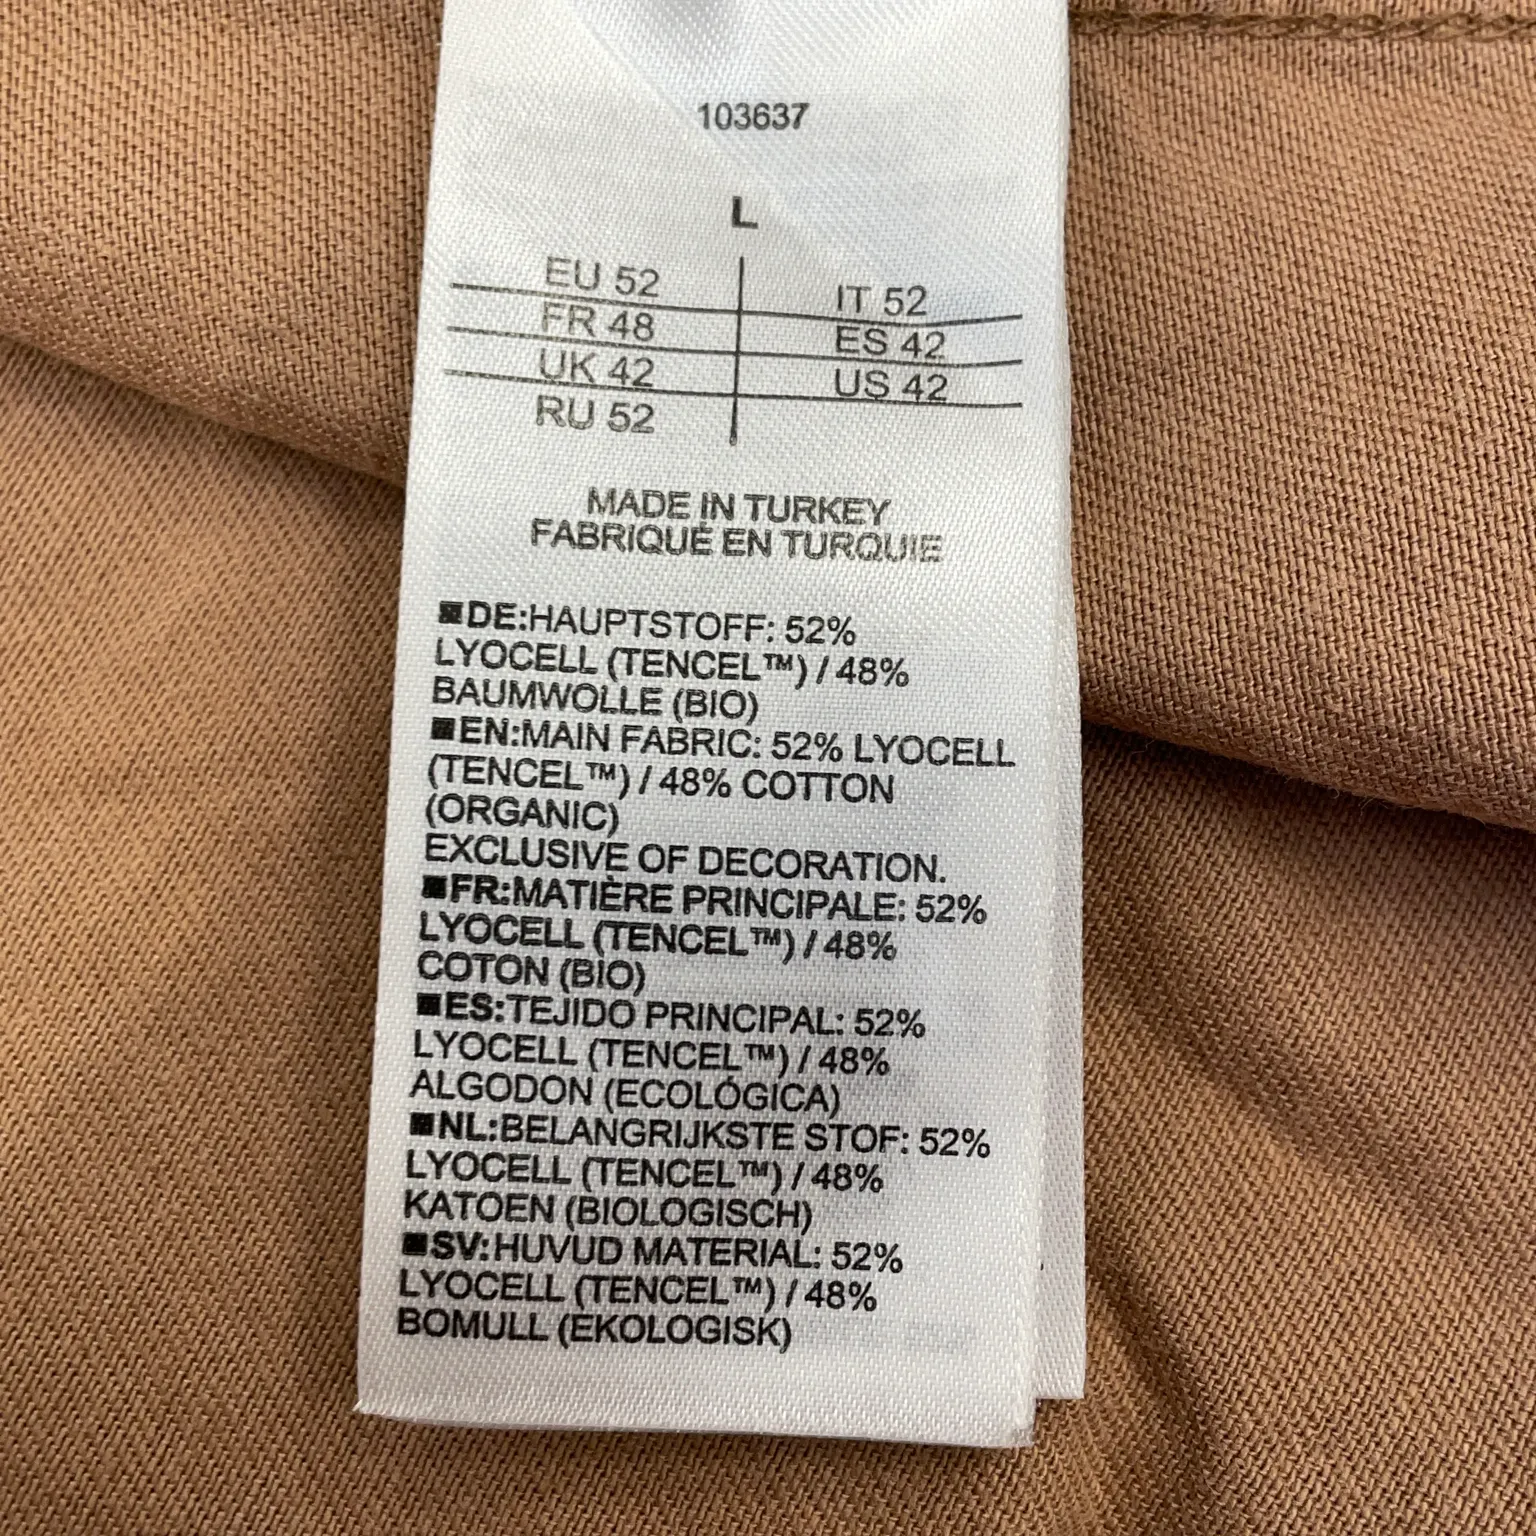 103637
L
EU 52 IT 52
FR 48 ES 42
UK 42 US 42
RU 52
MADE IN TURKEY
FABRIQUÉ EN TURQUIE
■DE:HAUPTSTOFF: 52%
LYOCELL (TENCEL™) / 48%
BAUMWOLLE (BIO)
■EN:MAIN FABRIC: 52% LYOCELL
(TENCEL™) / 48% COTTON
(ORGANIC)
EXCLUSIVE OF DECORATION.
■FR:MATIÈRE PRINCIPALE: 52%
LYOCELL (TENCEL™) / 48%
COTON (BIO)
■ES:TEJIDO PRINCIPAL: 52%
LYOCELL (TENCEL™) / 48%
ALGODON (ECOLÓGICA)
■NL:BELANGRIJKSTE STOF: 52%
LYOCELL (TENCEL™) / 48%
KATOEN (BIOLOGISCH)
■SV:HUVUD MATERIAL: 52%
LYOCELL (TENCEL™) / 48%
BOMULL (EKOLOGISK)